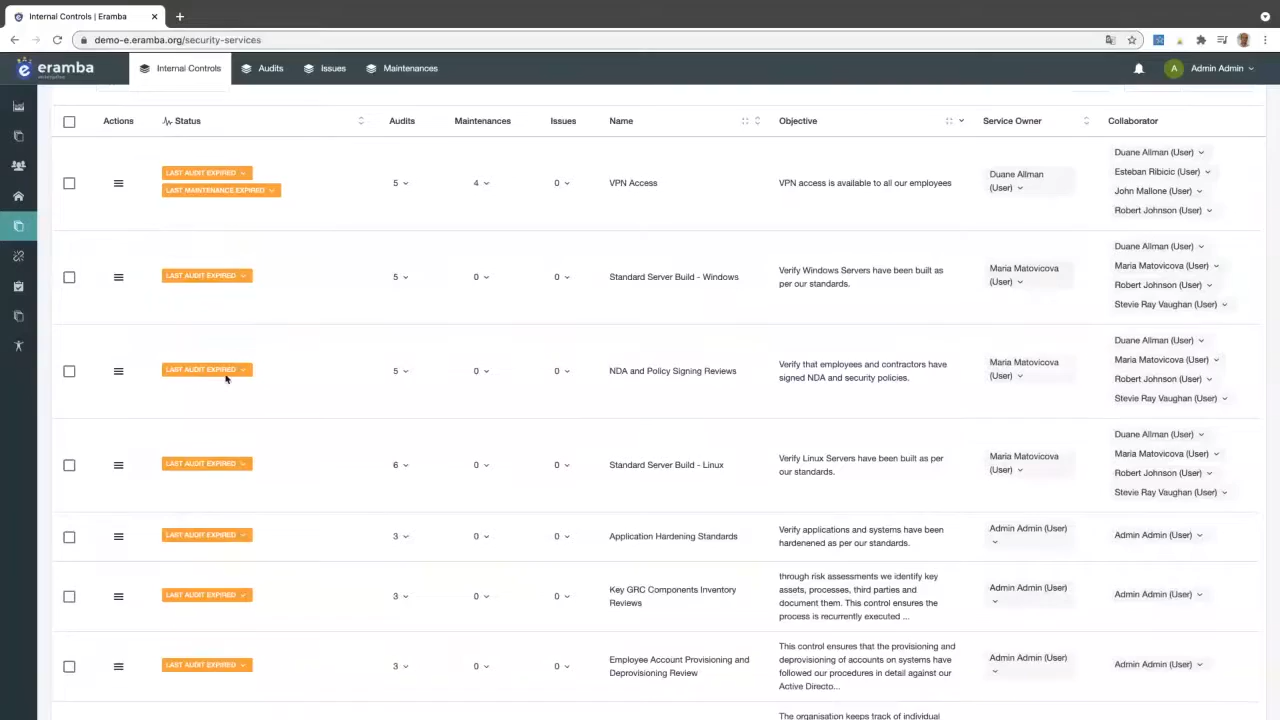 Internal Controls | Eramba
demo-e.eramba.org/security-services
eramba
Internal Controls
Audits
Issues
Maintenances
A
Admin Admin
Actions
Status
Audits
Maintenances
Issues
Name
Objective
Service Owner
Collaborator
LAST AUDIT EXPIRED
LAST MAINTENANCE EXPIRED
5
4
0
VPN Access
VPN access is available to all our employees
Duane Allman
(User)
Duane Allman (User)
Esteban Ribicic (User)
John Mallone (User)
Robert Johnson (User)
LAST AUDIT EXPIRED
5
0
0
Standard Server Build - Windows
Verify Windows Servers have been built as
per our standards.
Maria Matovicova
(User)
Duane Allman (User)
Maria Matovicova (User)
Robert Johnson (User)
Stevie Ray Vaughan (User)
LAST AUDIT EXPIRED
5
0
0
NDA and Policy Signing Reviews
Verify that employees and contractors have
signed NDA and security policies.
Maria Matovicova
(User)
Duane Allman (User)
Maria Matovicova (User)
Robert Johnson (User)
Stevie Ray Vaughan (User)
LAST AUDIT EXPIRED
6
0
0
Standard Server Build - Linux
Verify Linux Servers have been built as per
our standards.
Maria Matovicova
(User)
Duane Allman (User)
Maria Matovicova (User)
Robert Johnson (User)
Stevie Ray Vaughan (User)
LAST AUDIT EXPIRED
3
0
0
Application Hardening Standards
Verify applications and systems have been
hardenened as per our standards.
Admin Admin (User)
Admin Admin (User)
LAST AUDIT EXPIRED
3
0
0
Key GRC Components Inventory
Reviews
through risk assessments we identify key
assets, processes, third parties and
document them. This control ensures the
process is recurrently executed ...
Admin Admin (User)
Admin Admin (User)
LAST AUDIT EXPIRED
3
0
0
Employee Account Provisioning and
Deprovisioning Review
This control ensures that the provisioning and
deprovisioning of accounts on systems have
followed our procedures in detail against our
Active Directo...
Admin Admin (User)
Admin Admin (User)
The organisation keeps track of individual